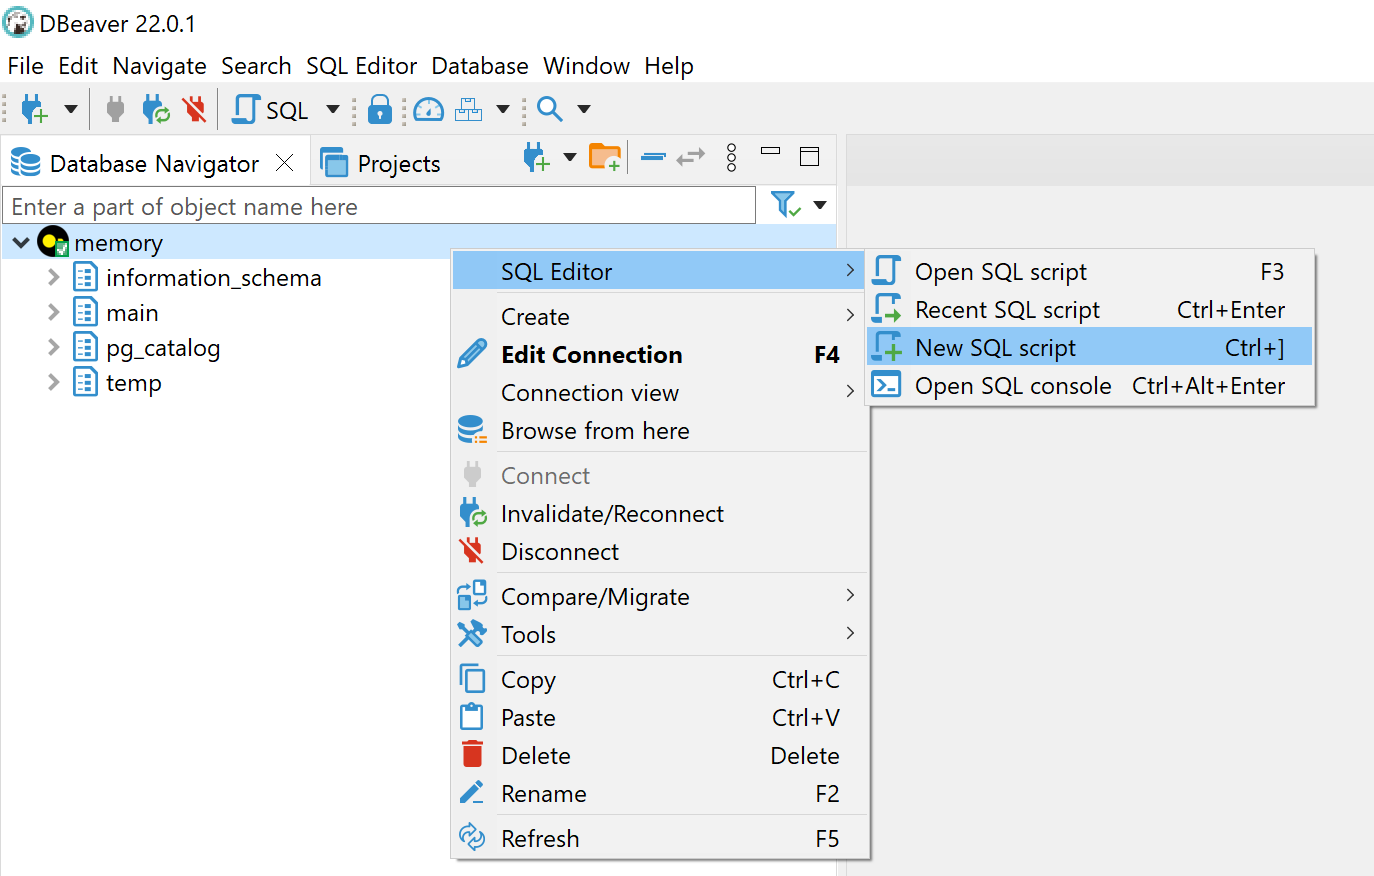 DBeaver 22.0.1
File Edit Navigate Search SQL Editor Database Window Help
SQL
Database Navigator Projects
Enter a part of object name here
memory
information_schema
main
pg_catalog
temp
SQL Editor
Create
Edit Connection F4
Connection view
Browse from here
Connect
Invalidate/Reconnect
Disconnect
Compare/Migrate
Tools
Copy Ctrl+C
Paste Ctrl+V
Delete Delete
Rename F2
Refresh F5
Open SQL script F3
Recent SQL script Ctrl+Enter
New SQL script Ctrl+]
Open SQL console Ctrl+Alt+Enter